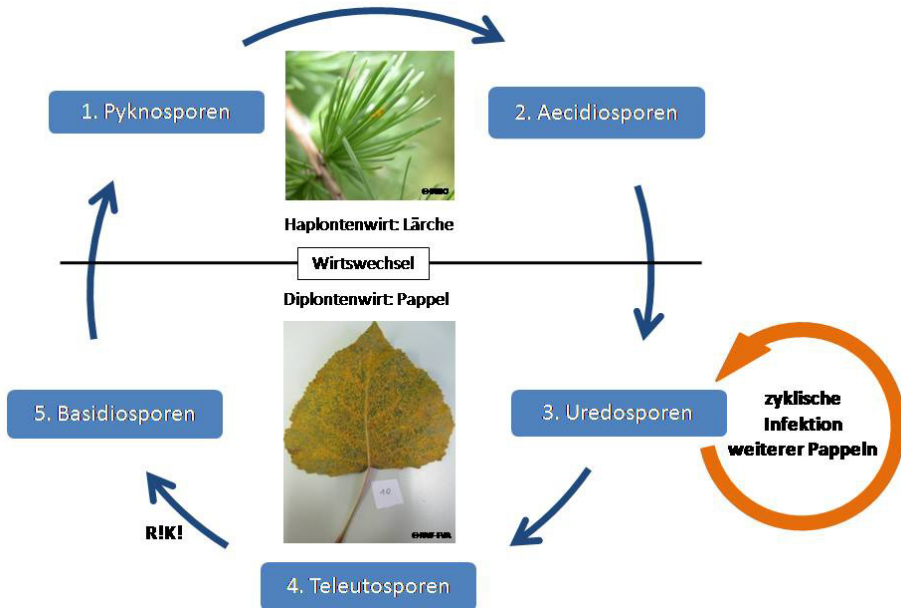 1. Pyknosporen
2. Aecidiosporen
Haplontenwirt: Lärche
Wirtswechsel
Diplontenwirt: Pappel
5. Basidiosporen
3. Uredosporen
zyklische
Infektion
weiterer Pappeln
10
R!K!
4. Teleutosporen